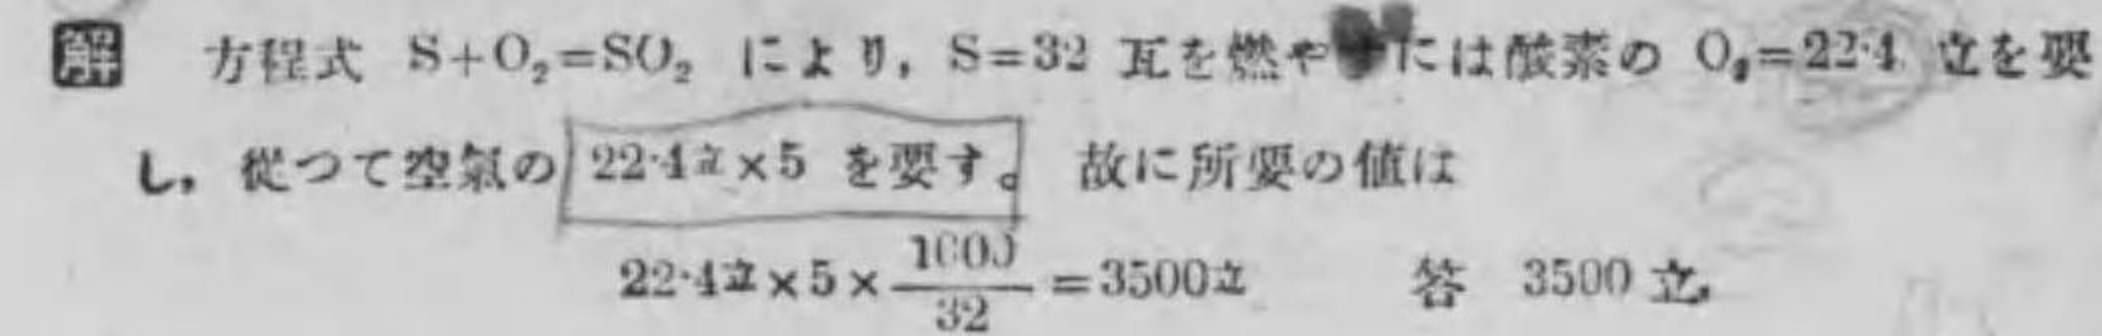 解 方程式 S+O₂=SO₂ により, S=32 瓦を燃やには酸素の O₂=22·4 立を要
し, 從つて空氣の 22·4立×5 を要す。 故に所要の値は
22·4立×5×1000/32=3500立 答 3500 立.